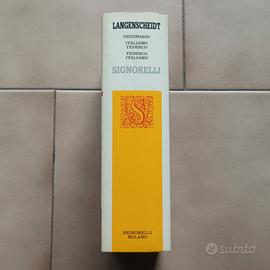 LANGENSCHEIDT
DIZIONARIO
ITALIANO
TEDESCO
TEDESCO
ITALIANO
SIGNORELLI
S
SIGNORELLI
MILANO
subito